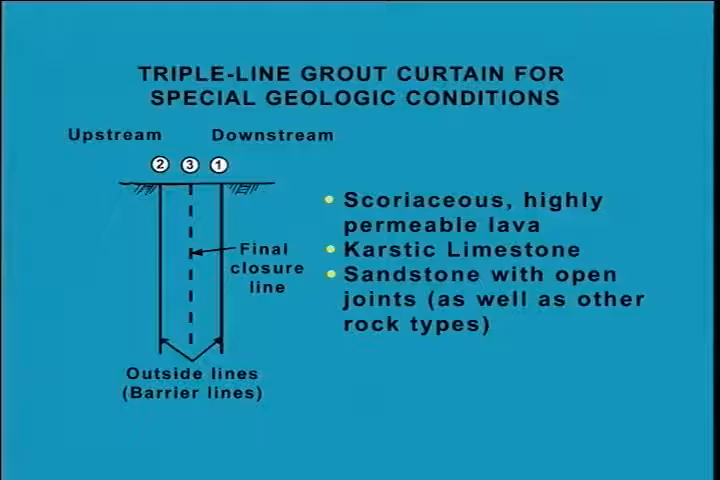 TRIPLE-LINE GROUT CURTAIN FOR
SPECIAL GEOLOGIC CONDITIONS
Upstream Downstream
2 3 1
• Scoriaceous, highly
permeable lava
• Karstic Limestone
• Sandstone with open
joints (as well as other
rock types)
Final
closure
line
Outside lines
(Barrier lines)